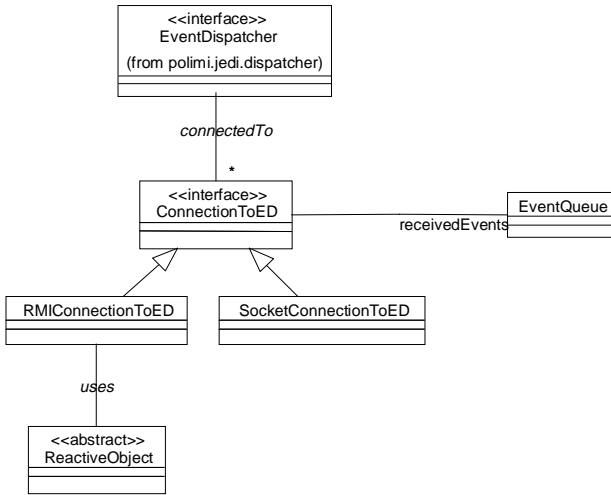 <<interface>>
EventDispatcher
(from polimi.jedi.dispatcher)
connectedTo
*
<<interface>>
ConnectionToED
receivedEvents
EventQueue
RMIConnectionToED
SocketConnectionToED
uses
<<abstract>>
ReactiveObject